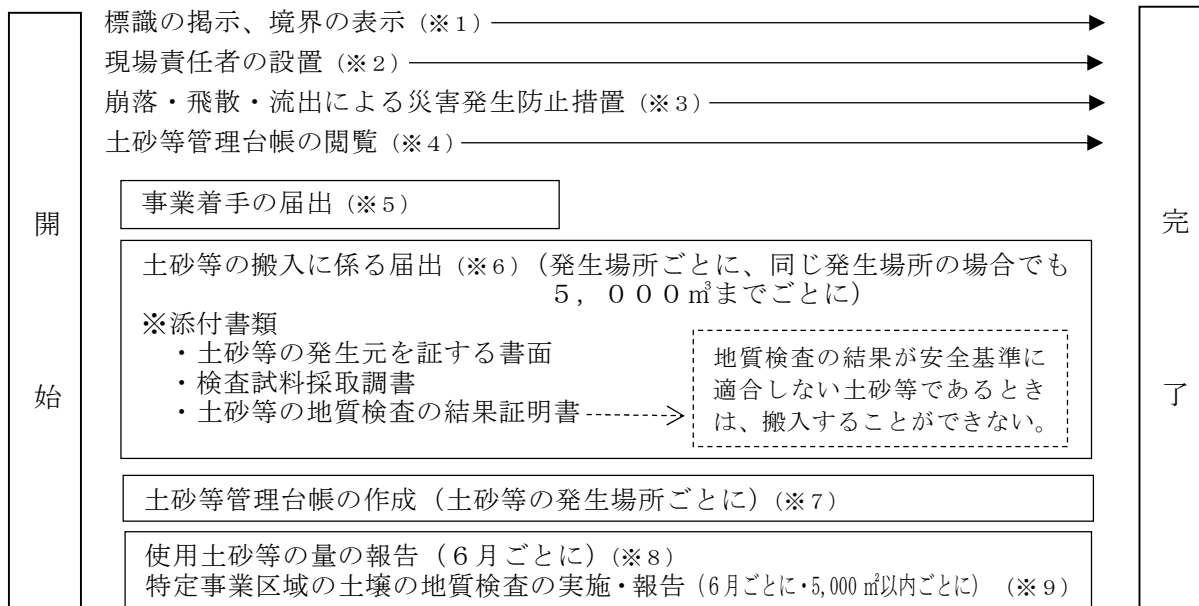 標識の掲示、境界の表示（※１）
現場責任者の設置（※２）
崩落・飛散・流出による災害発生防止措置（※３）
土砂等管理台帳の閲覧（※４）
開
始
事業着手の届出（※５）
土砂等の搬入に係る届出（※６）（発生場所ごとに、同じ発生場所の場合でも
５，０００㎥までごとに）
※添付書類
・土砂等の発生元を証する書面
・検査試料採取調書
・土砂等の地質検査の結果証明書
地質検査の結果が安全基準に
適合しない土砂等であるとき
は、搬入することができない。
土砂等管理台帳の作成（土砂等の発生場所ごとに）（※７）
使用土砂等の量の報告（６月ごとに）（※８）
特定事業区域の土壌の地質検査の実施・報告（６月ごとに・5,000 ㎡以内ごとに）（※９）
完
了